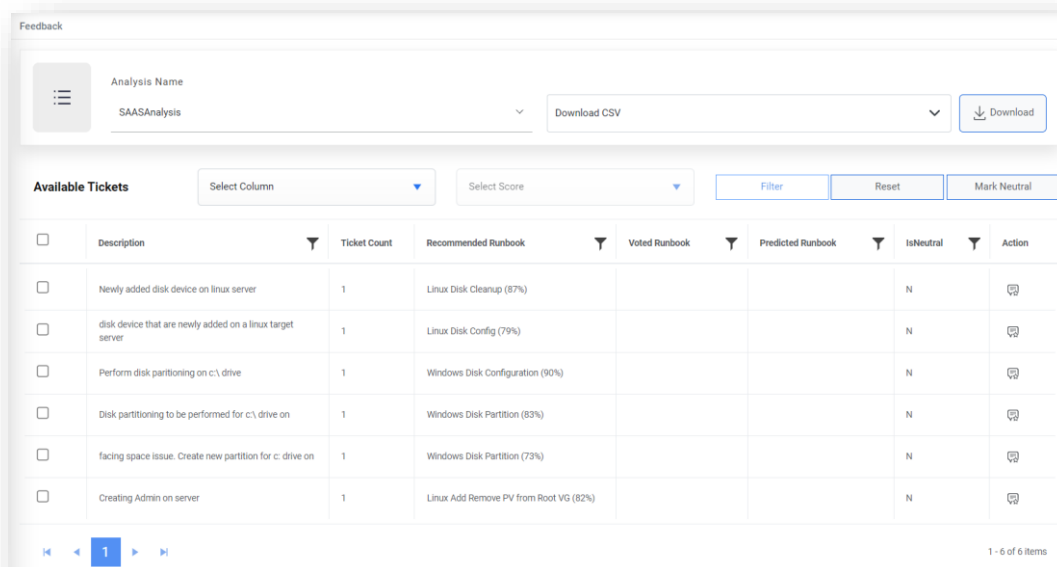 Feedback
Analysis Name
SAASAnalysis
Download CSV
Download
Available Tickets
Select Column
Select Score
Filter
Reset
Mark Neutral
Description
Ticket Count
Recommended Runbook
Voted Runbook
Predicted Runbook
IsNeutral
Action
Newly added disk device on linux server
1
Linux Disk Cleanup (87%)
N
disk device that are newly added on a linux target
server
1
Linux Disk Config (79%)
N
Perform disk paritioning on c:\ drive
1
Windows Disk Configuration (90%)
N
Disk partitioning to be performed for c:\ drive on
1
Windows Disk Partition (83%)
N
facing space issue. Create new partition for c: drive on
1
Windows Disk Partition (73%)
N
Creating Admin on server
1
Linux Add Remove PV from Root VG (82%)
N
1
1 - 6 of 6 items